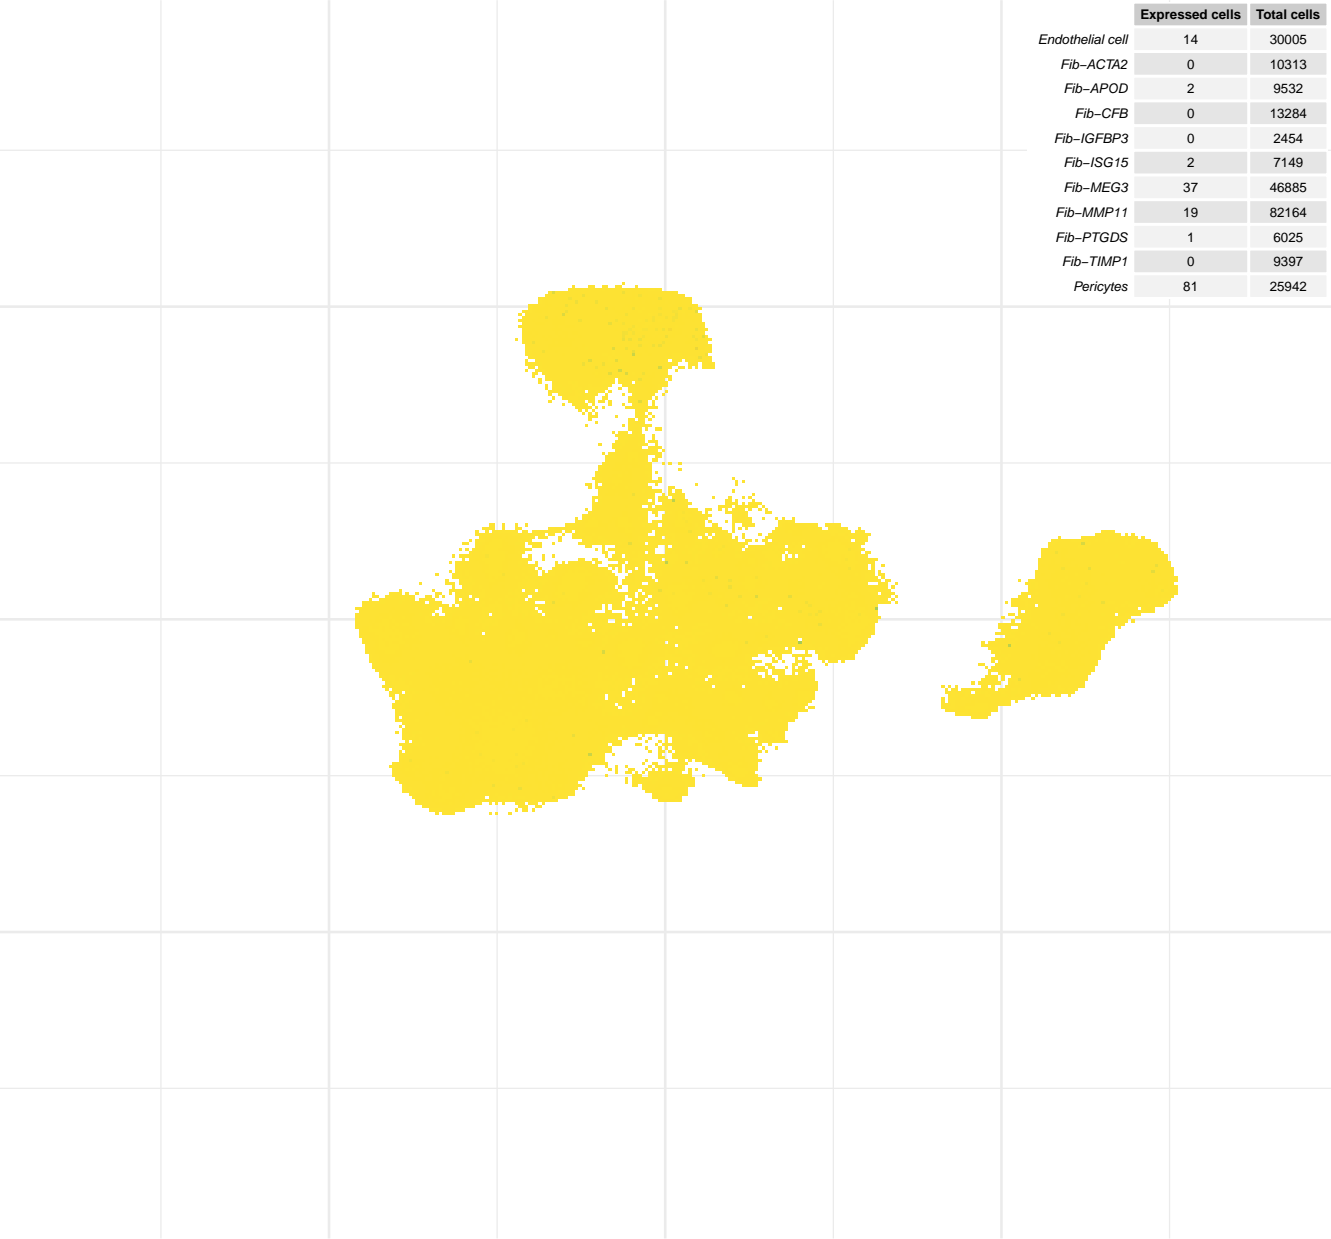 Expressed cells Total cells
Endothelial cell 14 30005
Fib−ACTA2 0 10313
Fib−APOD 2 9532
Fib−CFB 0 13284
Fib−IGFBP3 0 2454
Fib−ISG15 2 7149
Fib−MEG3 37 46885
Fib−MMP11 19 82164
Fib−PTGDS 1 6025
Fib−TIMP1 0 9397
Pericytes 81 25942